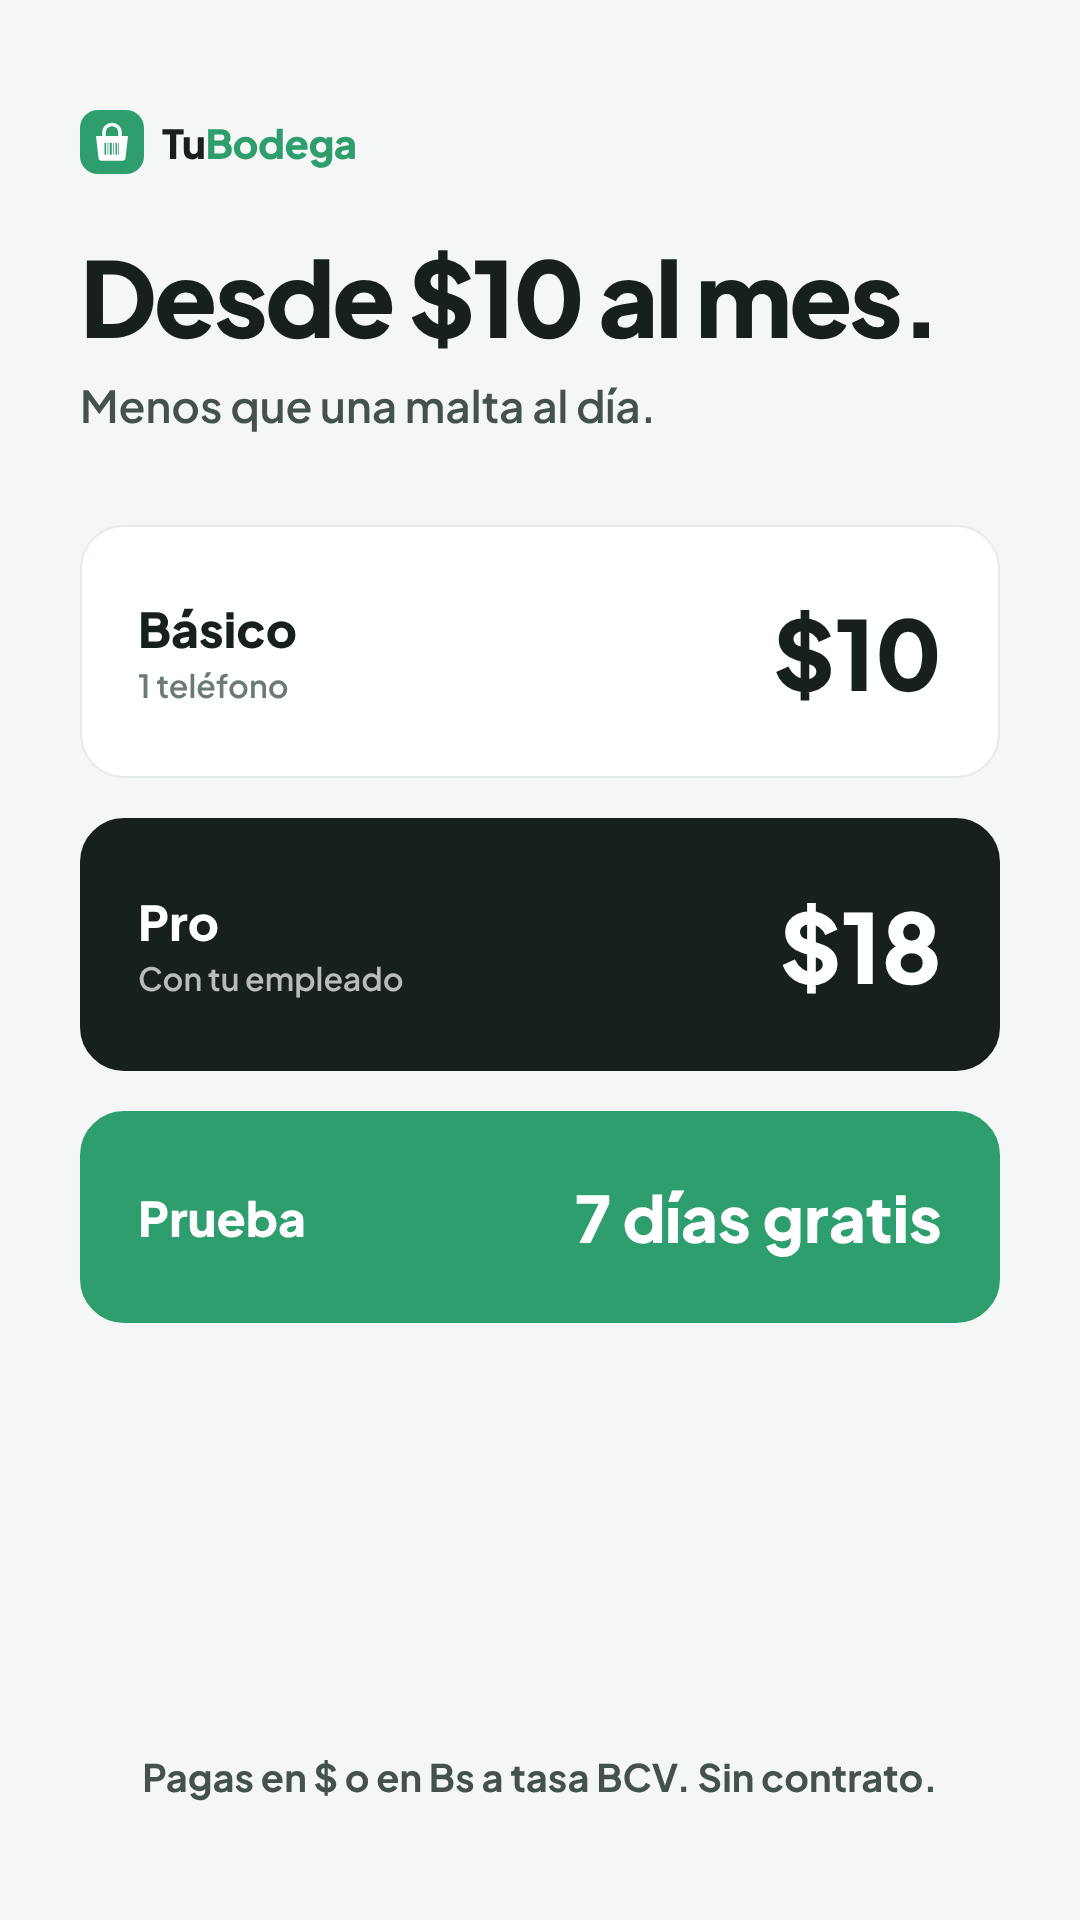 TuBodega
Desde $10 al mes.
Menos que una malta al día.
Básico
1 teléfono
$10
Pro
Con tu empleado
$18
Prueba
7 días gratis
Pagas en $ o en Bs a tasa BCV. Sin contrato.